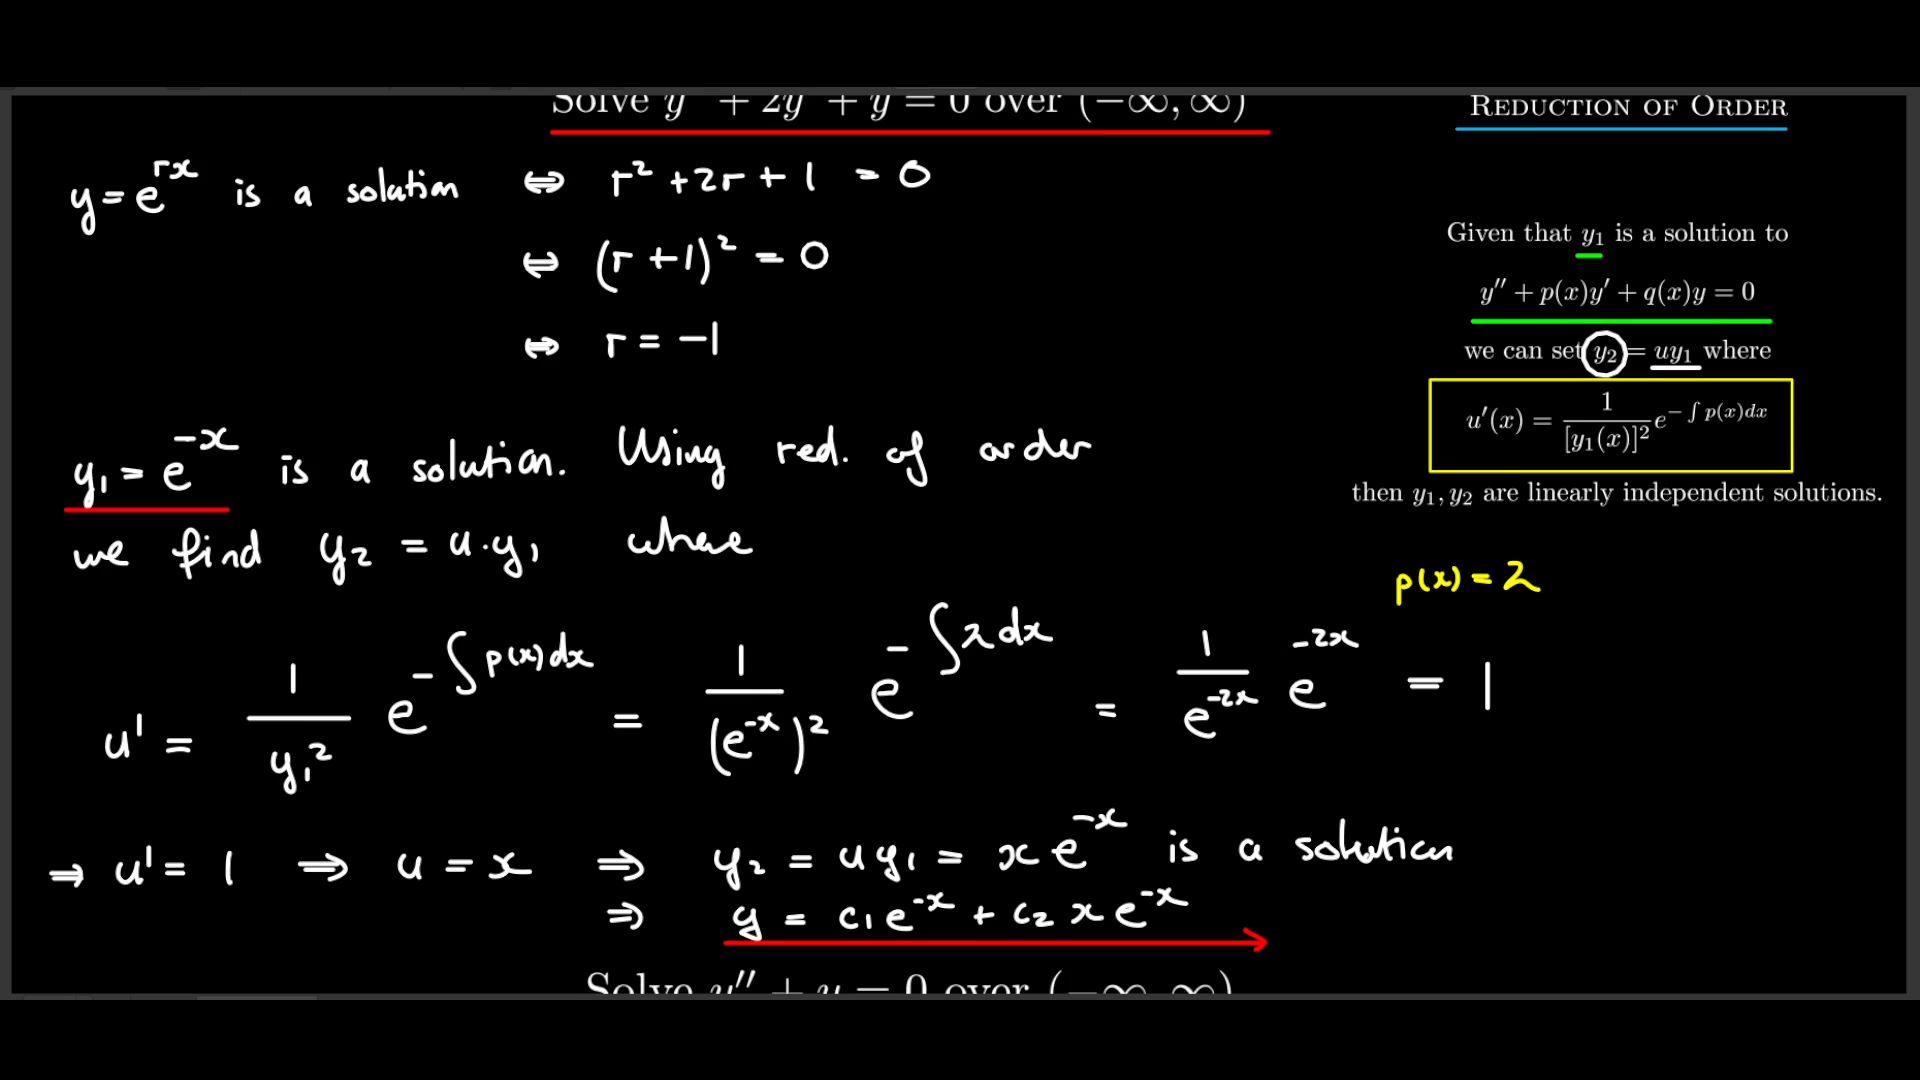 Solve y'' + 2y' + y = 0 over (−∞, ∞)
y = e^{rx} is a solution ⇔ r² + 2r + 1 = 0
⇔ (r + 1)² = 0
⇔ r = −1
y₁ = e^{−x} is a solution. Using red. of order
we find y₂ = u·y₁ where
u' = 1/y₁² e^{−∫p(x)dx} = 1/(e^{−x})² e^{−∫2dx} = 1/e^{−2x} e^{−2x} = 1
⇒ u' = 1 ⇒ u = x ⇒ y₂ = uy₁ = xe^{−x} is a solution
⇒ y = c₁e^{−x} + c₂xe^{−x}
Solve y'' + y = 0 over (−∞, ∞)
REDUCTION OF ORDER
Given that y₁ is a solution to
y'' + p(x)y' + q(x)y = 0
we can set y₂ = uy₁ where
u'(x) = 1/[y₁(x)]² e^{−∫p(x)dx}
then y₁, y₂ are linearly independent solutions.
p(x) = 2